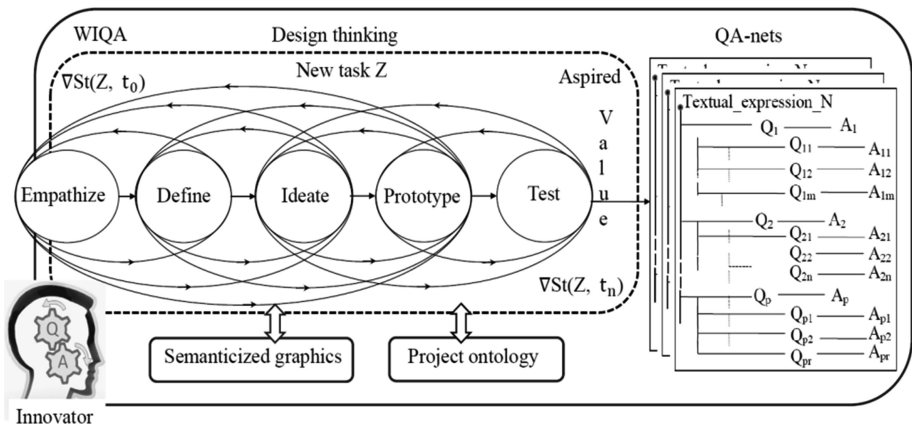 WIQA
Design thinking
QA-nets
New task Z
Aspired
Value
∇St(Z, t₀)
Empathize
Define
Ideate
Prototype
Test
∇St(Z, tₙ)
Semanticized graphics
Project ontology
Q
A
Innovator
Textual_expression_N
Q₁ A₁
Q₁₁ A₁₁
Q₁₂ A₁₂
Q₁ₘ A₁ₘ
Q₂ A₂
Q₂₁ A₂₁
Q₂₂ A₂₂
Q₂ₙ A₂ₙ
Qₚ Aₚ
Qₚ₁ Aₚ₁
Qₚ₂ Aₚ₂
Qₚᵣ Aₚᵣ